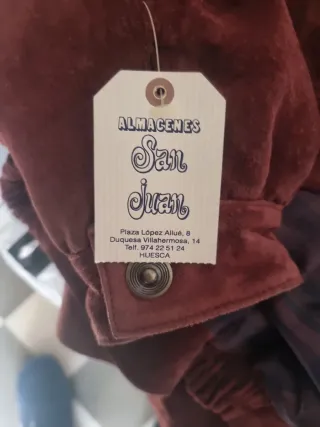 ALMACENES
San
Juan
Plaza López Allué, 8
Duquesa Villahermosa, 14
Telf. 974 22 51 24
HUESCA